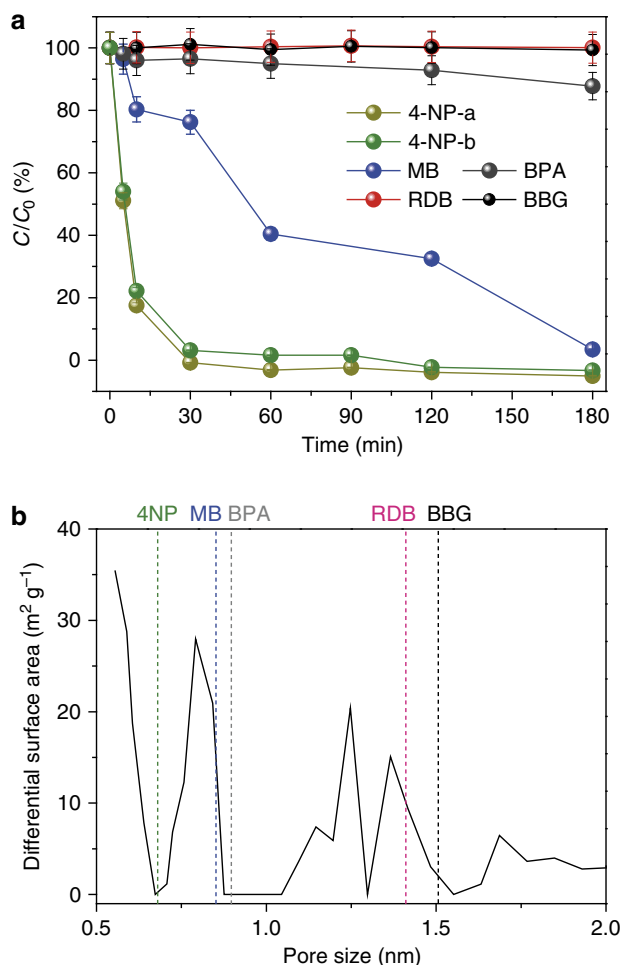 a
C/C0 (%)
100
80
60
40
20
0
4-NP-a
4-NP-b
MB BPA
RDB BBG
0 30 60 90 120 150 180
Time (min)
b
4NP MB BPA RDB BBG
Differential surface area (m² g⁻¹)
40
30
20
10
0
0.5 1.0 1.5 2.0
Pore size (nm)